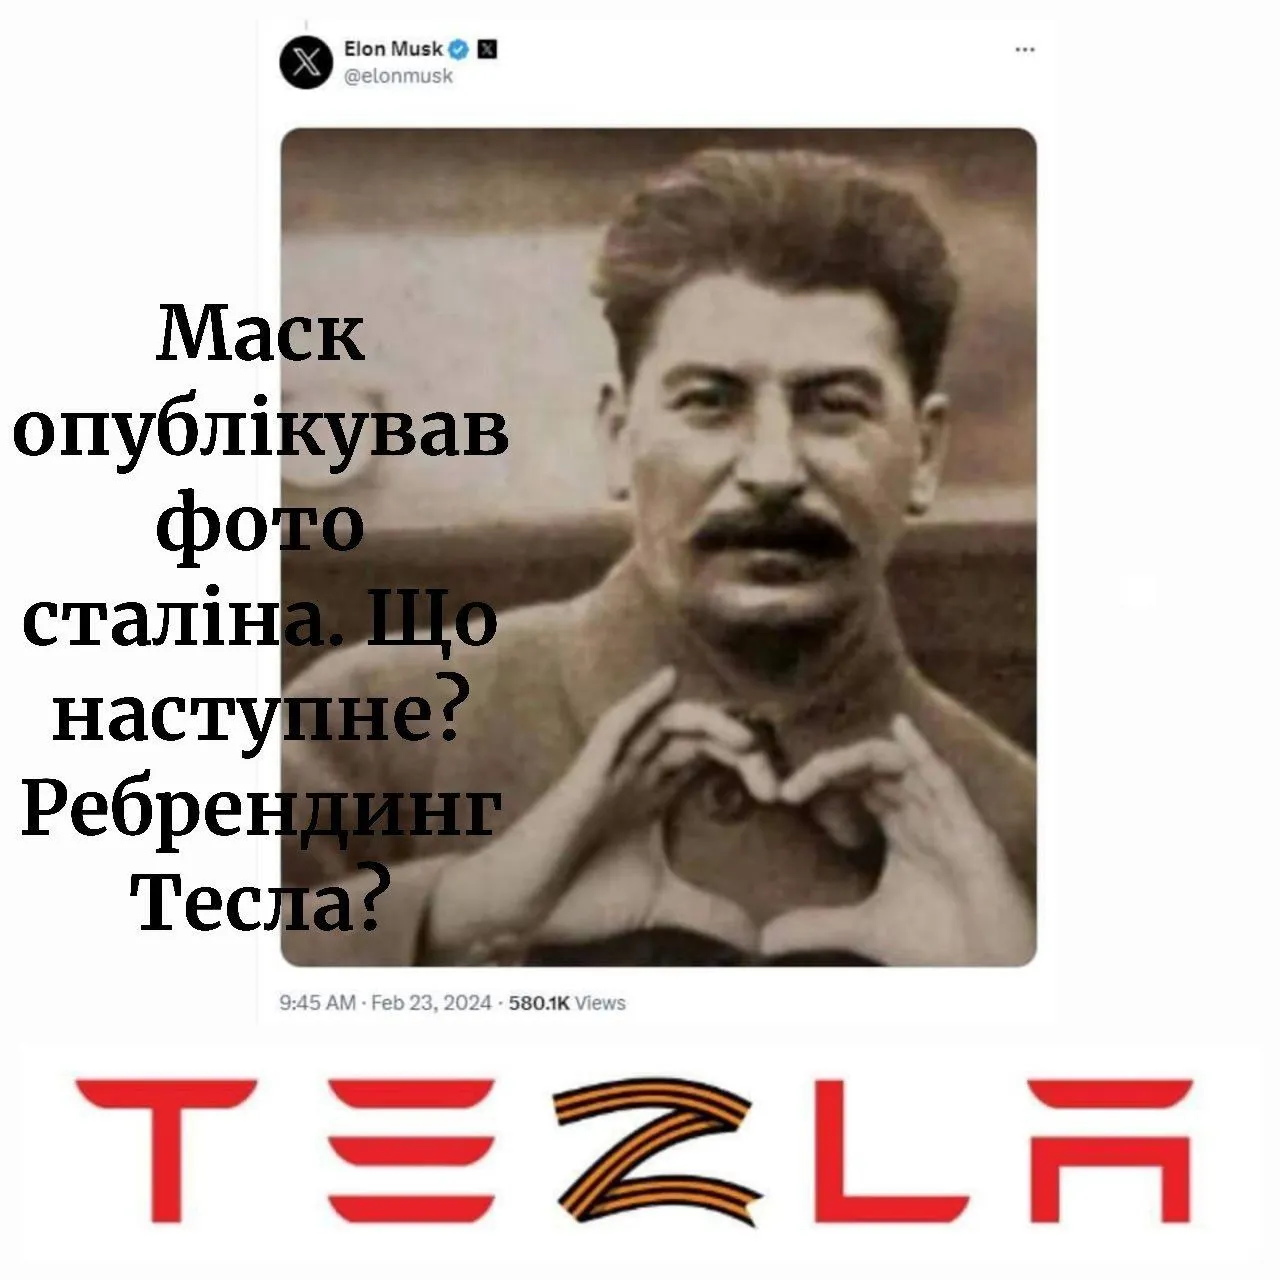 Elon Musk
@elonmusk
Маск
опублікував
фото
сталіна. Що
наступне?
Ребрендинг
Тесла?
9:45 AM · Feb 23, 2024 · 580.1K Views
TEZLA